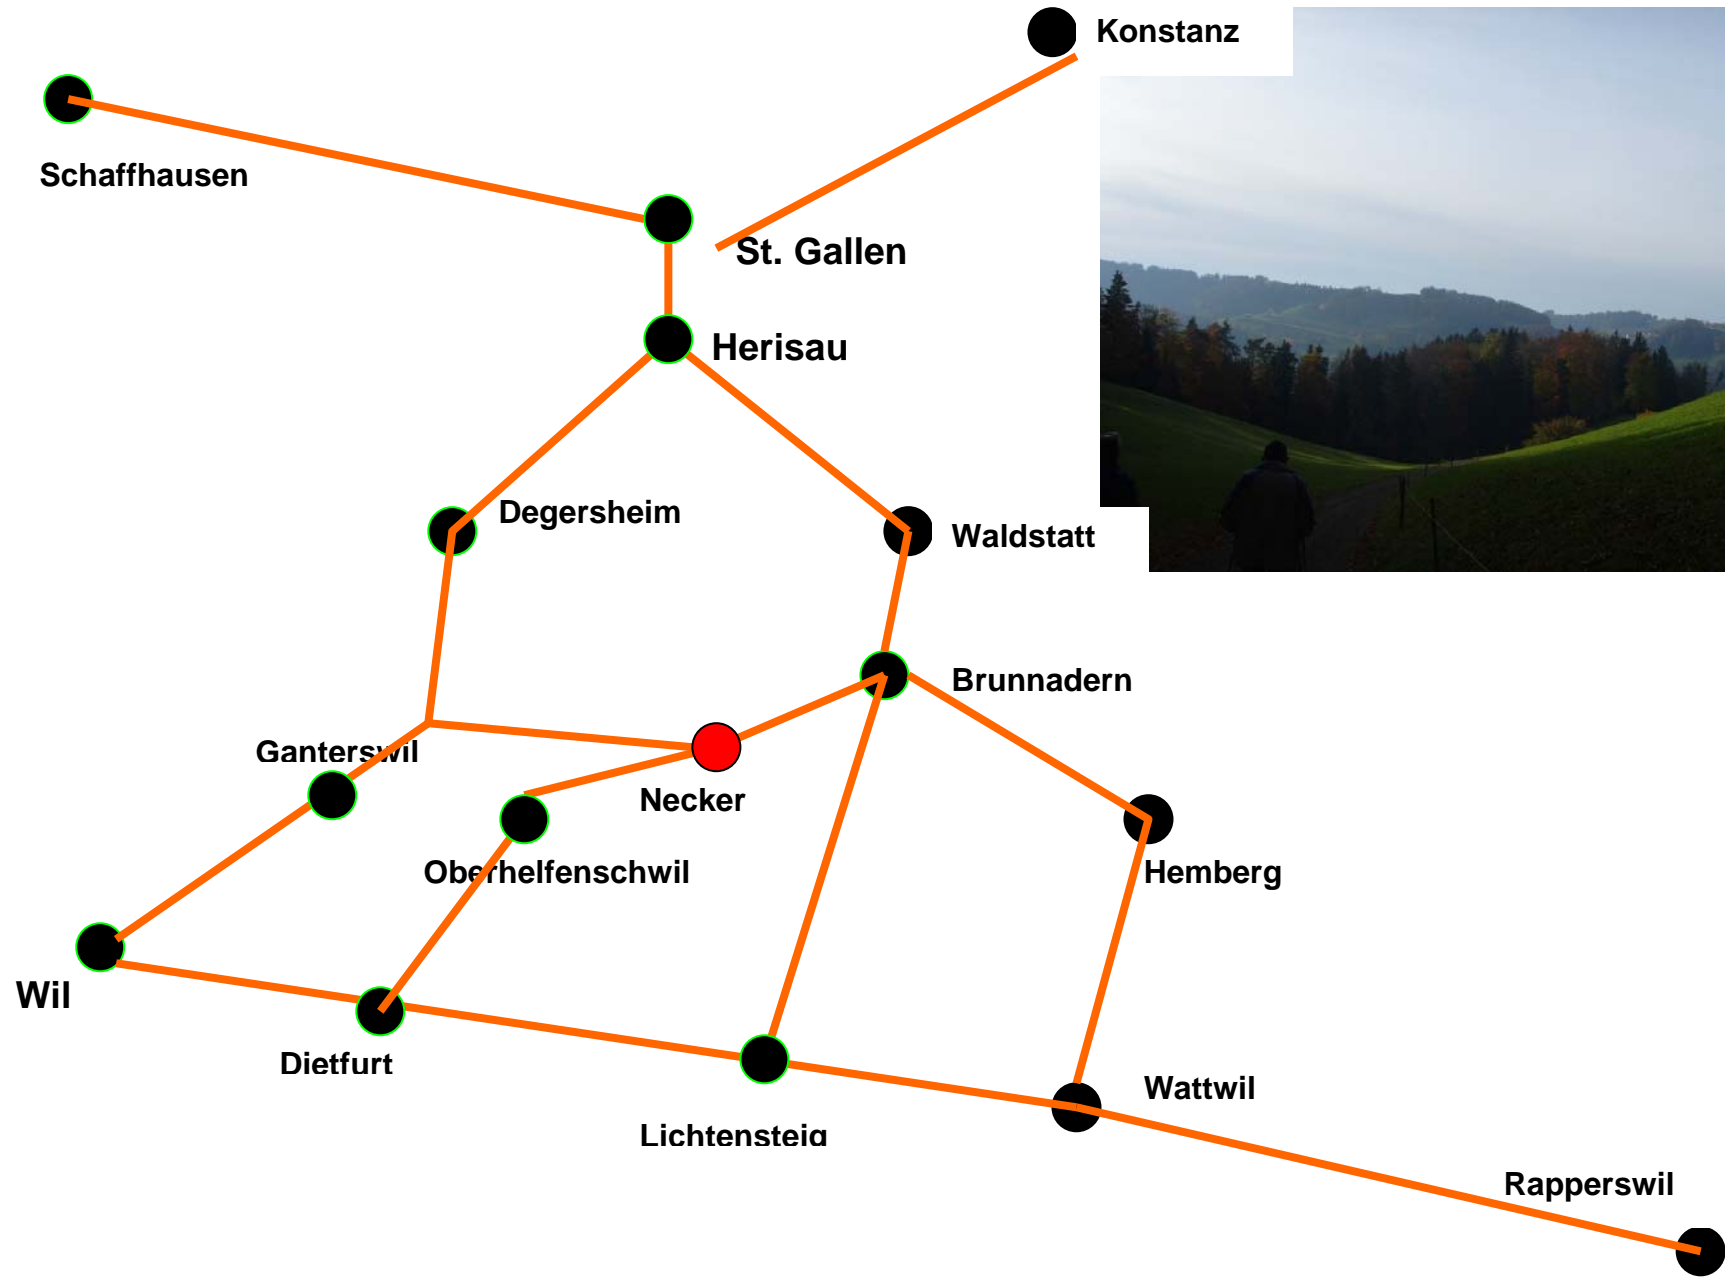 Konstanz
Schaffhausen
St. Gallen
Herisau
Degersheim
Waldstatt
Brunnadern
Ganterswil
Necker
Oberhelfenschwil
Hemberg
Wil
Dietfurt
Wattwil
Lichtensteig
Rapperswil